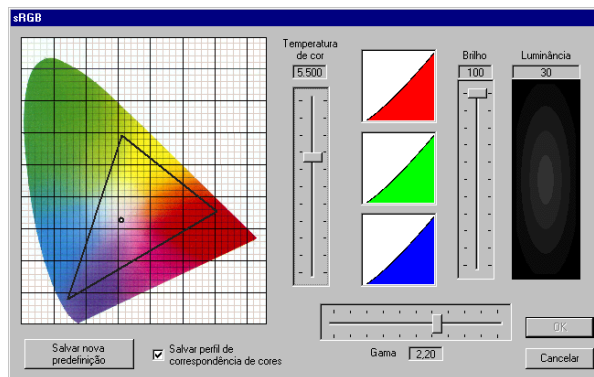 sRGB
Temperatura
de cor
5.500
Brilho
100
Luminância
30
Gama
2,20
Salvar nova
predefinição
Salvar perfil de
correspondência de cores
OK
Cancelar